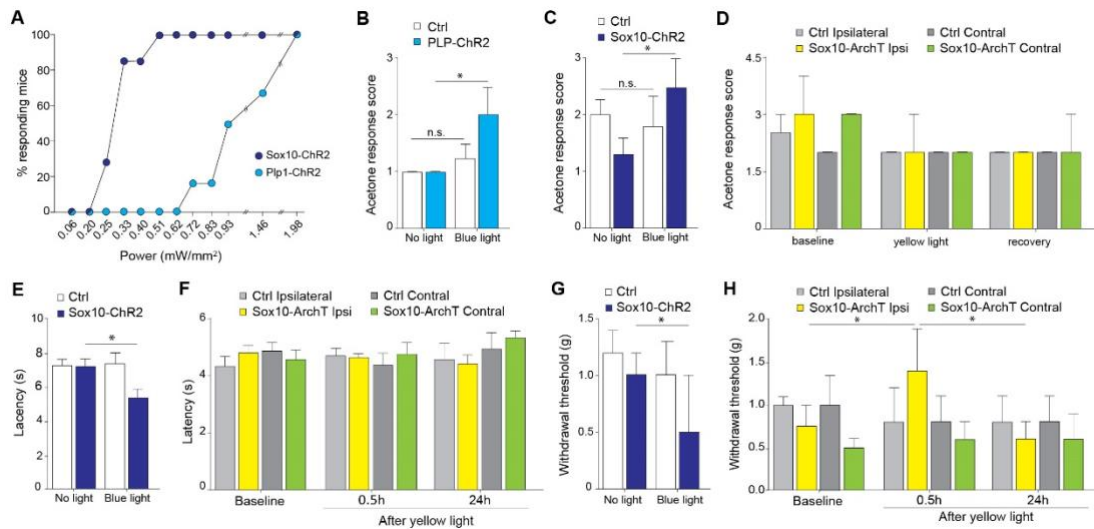 A
% responding mice
100
80
60
40
20
0
Sox10-ChR2
Plp1-ChR2
0.06 0.20 0.25 0.33 0.40 0.51 0.62 0.72 0.83 0.93 1.46 1.98
Power (mW/mm²)
B
Ctrl
PLP-ChR2
Acetone response score
3
2
1
0
n.s.
*
No light Blue light
C
Ctrl
Sox10-ChR2
Acetone response score
3
2
1
0
n.s.
*
No light Blue light
D
Ctrl Ipsilateral Ctrl Contral
Sox10-ArchT Ipsi Sox10-ArchT Contral
Acetone response score
4.5
3
1.5
0
baseline yellow light recovery
E
Ctrl
Sox10-ChR2
Lacency (s)
10
8
6
4
2
0
*
No light Blue light
F
Ctrl Ipsilateral Ctrl Contral
Sox10-ArchT Ipsi Sox10-ArchT Contral
Latency (s)
6
4
2
0
Baseline 0.5h 24h
After yellow light
G
Ctrl
Sox10-ChR2
Withdrawal threshold (g)
1.5
1.0
0.5
0
*
No light Blue light
H
Ctrl Ipsilateral Ctrl Contral
Sox10-ArchT Ipsi Sox10-ArchT Contral
Withdrawal threshold (g)
2.0
1.5
1.0
0.5
0.0
* *
Baseline 0.5h 24h
After yellow light